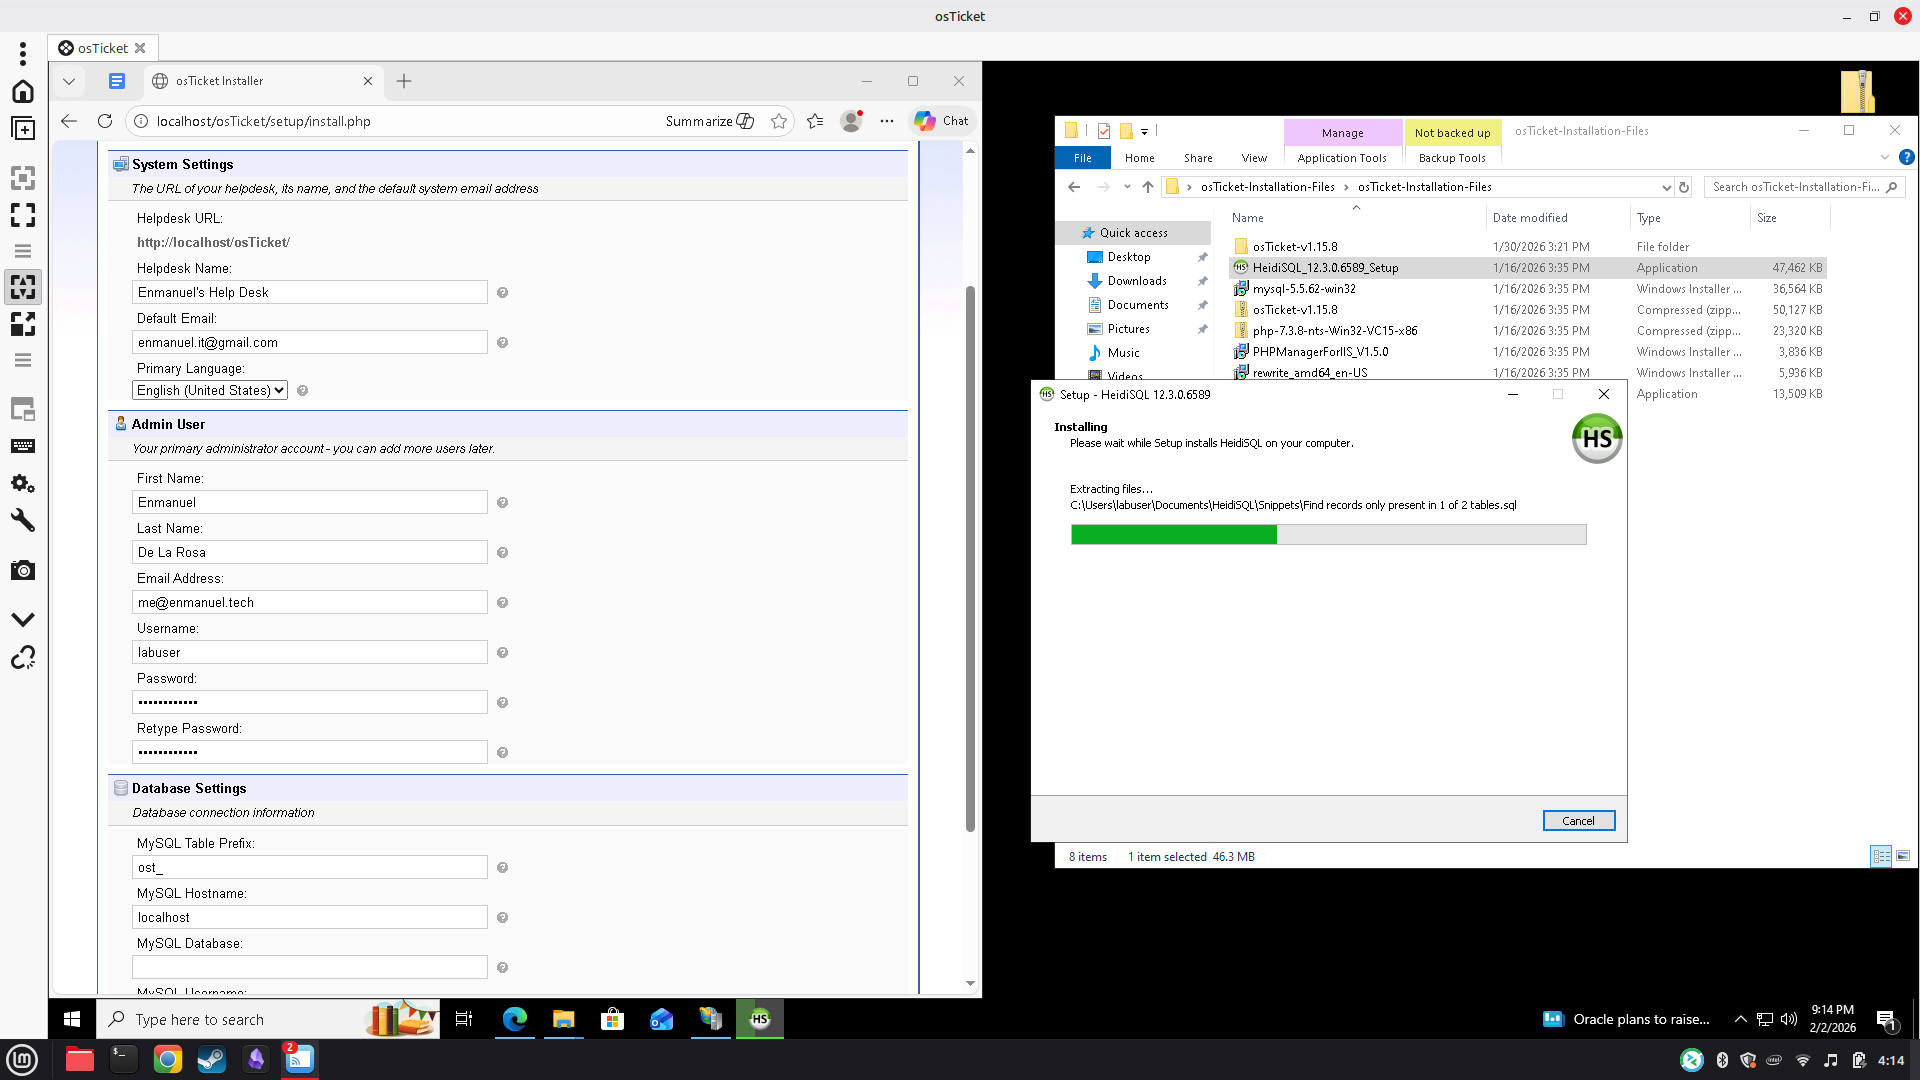 osTicket
osTicket
osTicket Installer
localhost/osTicket/setup/install.php
Summarize
Chat
System Settings
The URL of your helpdesk, its name, and the default system email address
Helpdesk URL:
http://localhost/osTicket/
Helpdesk Name:
Enmanuel's Help Desk
Default Email:
enmanuel.it@gmail.com
Primary Language:
English (United States)
Admin User
Your primary administrator account - you can add more users later.
First Name:
Enmanuel
Last Name:
De La Rosa
Email Address:
me@enmanuel.tech
Username:
labuser
Password:
••••••••••••
Retype Password:
••••••••••••
Database Settings
Database connection information
MySQL Table Prefix:
ost_
MySQL Hostname:
localhost
MySQL Database:
MySQL Username:
Manage
Not backed up
osTicket-Installation-Files
File
Home
Share
View
Application Tools
Backup Tools
osTicket-Installation-Files
osTicket-Installation-Files
Search osTicket-Installation-Fi...
Name
Date modified
Type
Size
Quick access
Desktop
Downloads
Documents
Pictures
Music
Videos
osTicket-v1.15.8 1/30/2026 3:21 PM File folder
HeidiSQL_12.3.0.6589_Setup 1/16/2026 3:35 PM Application 47,462 KB
mysql-5.5.62-win32 1/16/2026 3:35 PM Windows Installer ... 36,564 KB
osTicket-v1.15.8 1/16/2026 3:35 PM Compressed (zipp... 50,127 KB
php-7.3.8-nts-Win32-VC15-x86 1/16/2026 3:35 PM Compressed (zipp... 23,320 KB
PHPManagerForIIS_V1.5.0 1/16/2026 3:35 PM Windows Installer ... 3,836 KB
rewrite_amd64_en-US 1/16/2026 3:35 PM Windows Installer ... 5,936 KB
Application 13,509 KB
HS
Setup - HeidiSQL 12.3.0.6589
Installing
Please wait while Setup installs HeidiSQL on your computer.
HS
Extracting files...
C:\Users\labuser\Documents\HeidiSQL\Snippets\Find records only present in 1 of 2 tables.sql
Cancel
8 items
1 item selected 46.3 MB
Type here to search
HS
Oracle plans to raise...
9:14 PM
2/2/2026
1
2
4:14